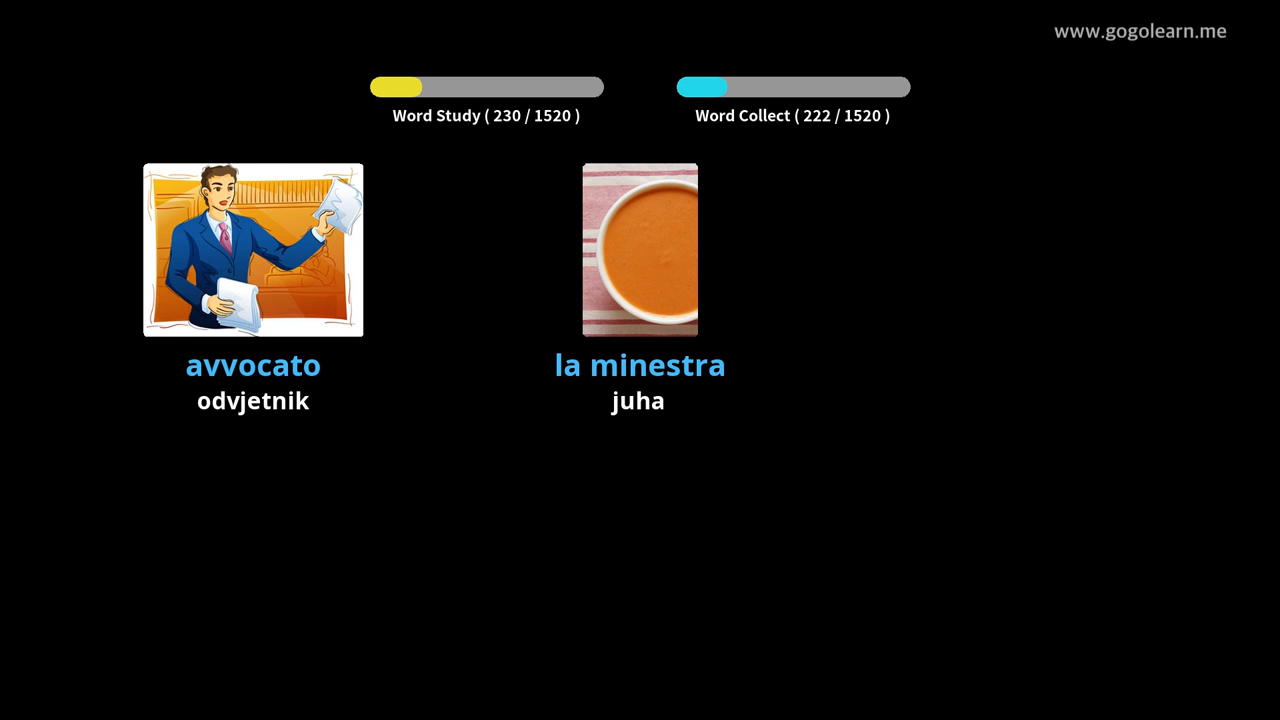 www.gogolearn.me
Word Study ( 230 / 1520 )
Word Collect ( 222 / 1520 )
avvocato
odvjetnik
la minestra
juha